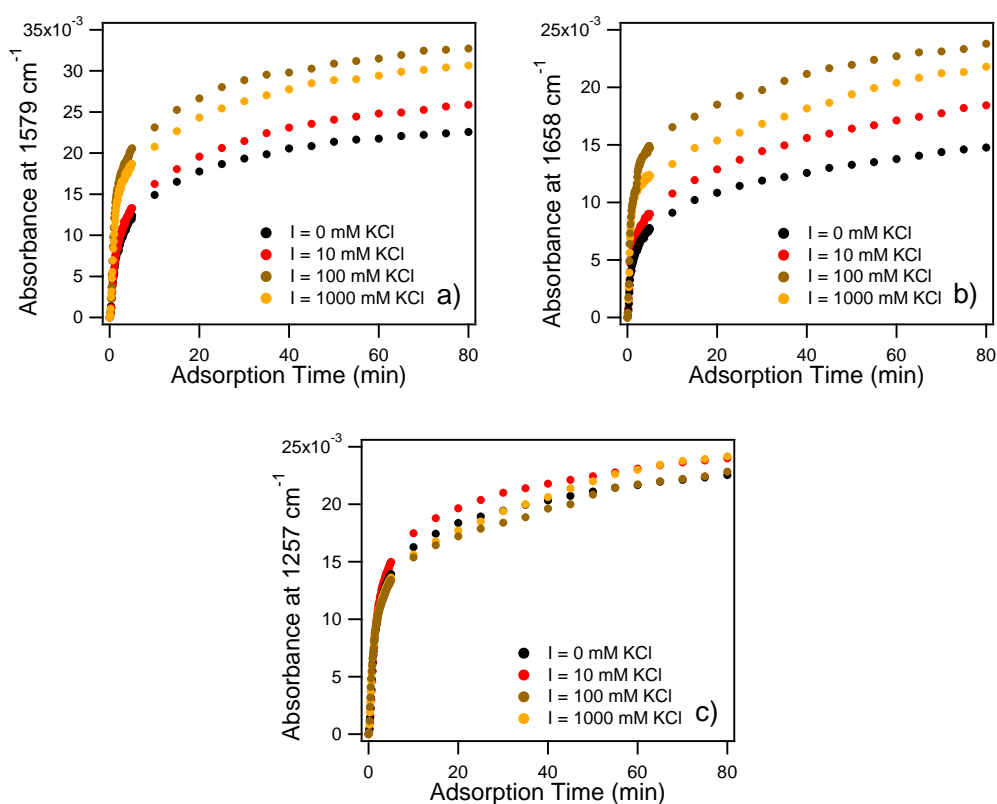 35x10⁻³
30
25
20
15
10
5
0
Absorbance at 1579 cm⁻¹
I = 0 mM KCl
I = 10 mM KCl
I = 100 mM KCl
I = 1000 mM KCl
a)
0 20 40 60 80
Adsorption Time (min)
25x10⁻³
20
15
10
5
0
Absorbance at 1658 cm⁻¹
I = 0 mM KCl
I = 10 mM KCl
I = 100 mM KCl
I = 1000 mM KCl
b)
0 20 40 60 80
Adsorption Time (min)
25x10⁻³
20
15
10
5
0
Absorbance at 1257 cm⁻¹
I = 0 mM KCl
I = 10 mM KCl
I = 100 mM KCl
I = 1000 mM KCl
c)
0 20 40 60 80
Adsorption Time (min)